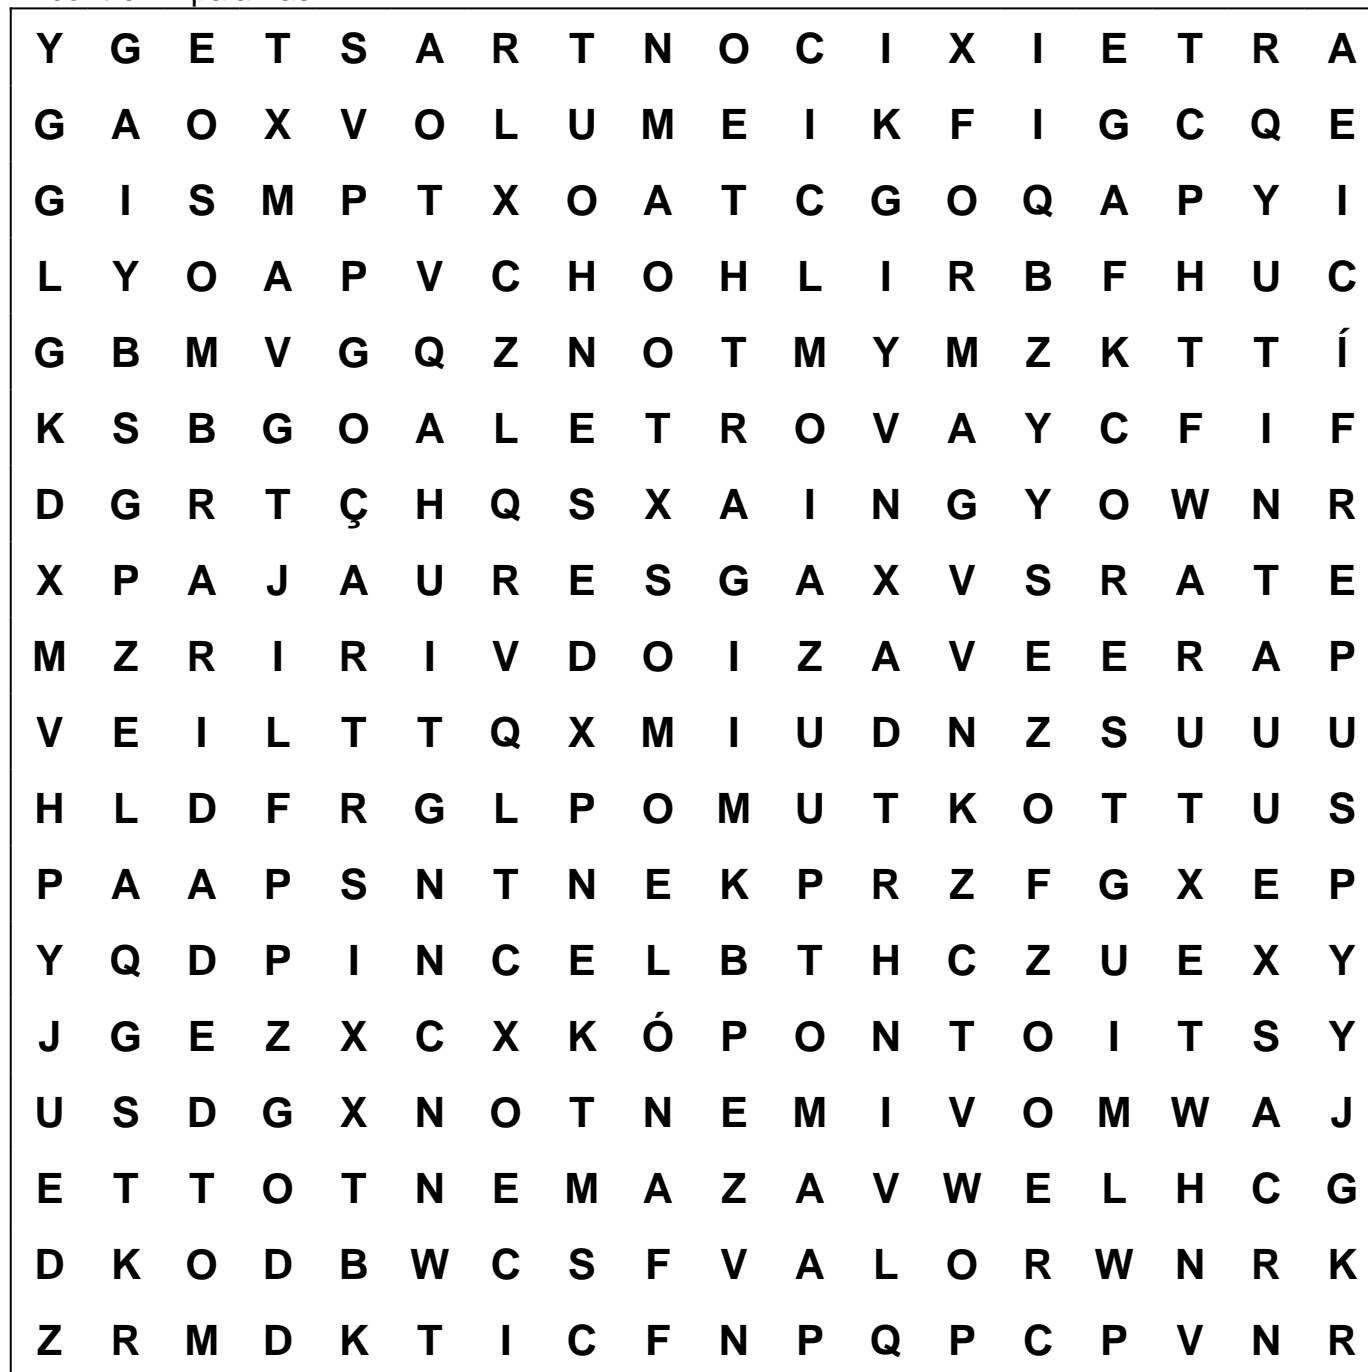 Y G E T S A R T N O C I X I E T R A
G A O X V O L U M E I K F I G C Q E
G I S M P T X O A T C G O Q A P Y I
L Y O A P V C H O H L I R B F H U C
G B M V G Q Z N O T M Y M Z K T T Í
K S B G O A L E T R O V A Y C F I F
D G R T Ç H Q S X A I N G Y O W N R
X P A J A U R E S G A X V S R A T E
M Z R I R I V D O I Z A V E E R A P
V E I L T T Q X M I U D N Z S U U U
H L D F R G L P O M U T K O T T U S
P A A P S N T N E K P R Z F G X E P
Y Q D P I N C E L B T H C Z U E X Y
J G E Z X C X K Ó P O N T O I T S Y
U S D G X N O T N E M I V O M W A J
E T T O T N E M A Z A V W E L H C G
D K O D B W C S F V A L O R W N R K
Z R M D K T I C F N P Q P C P V N R